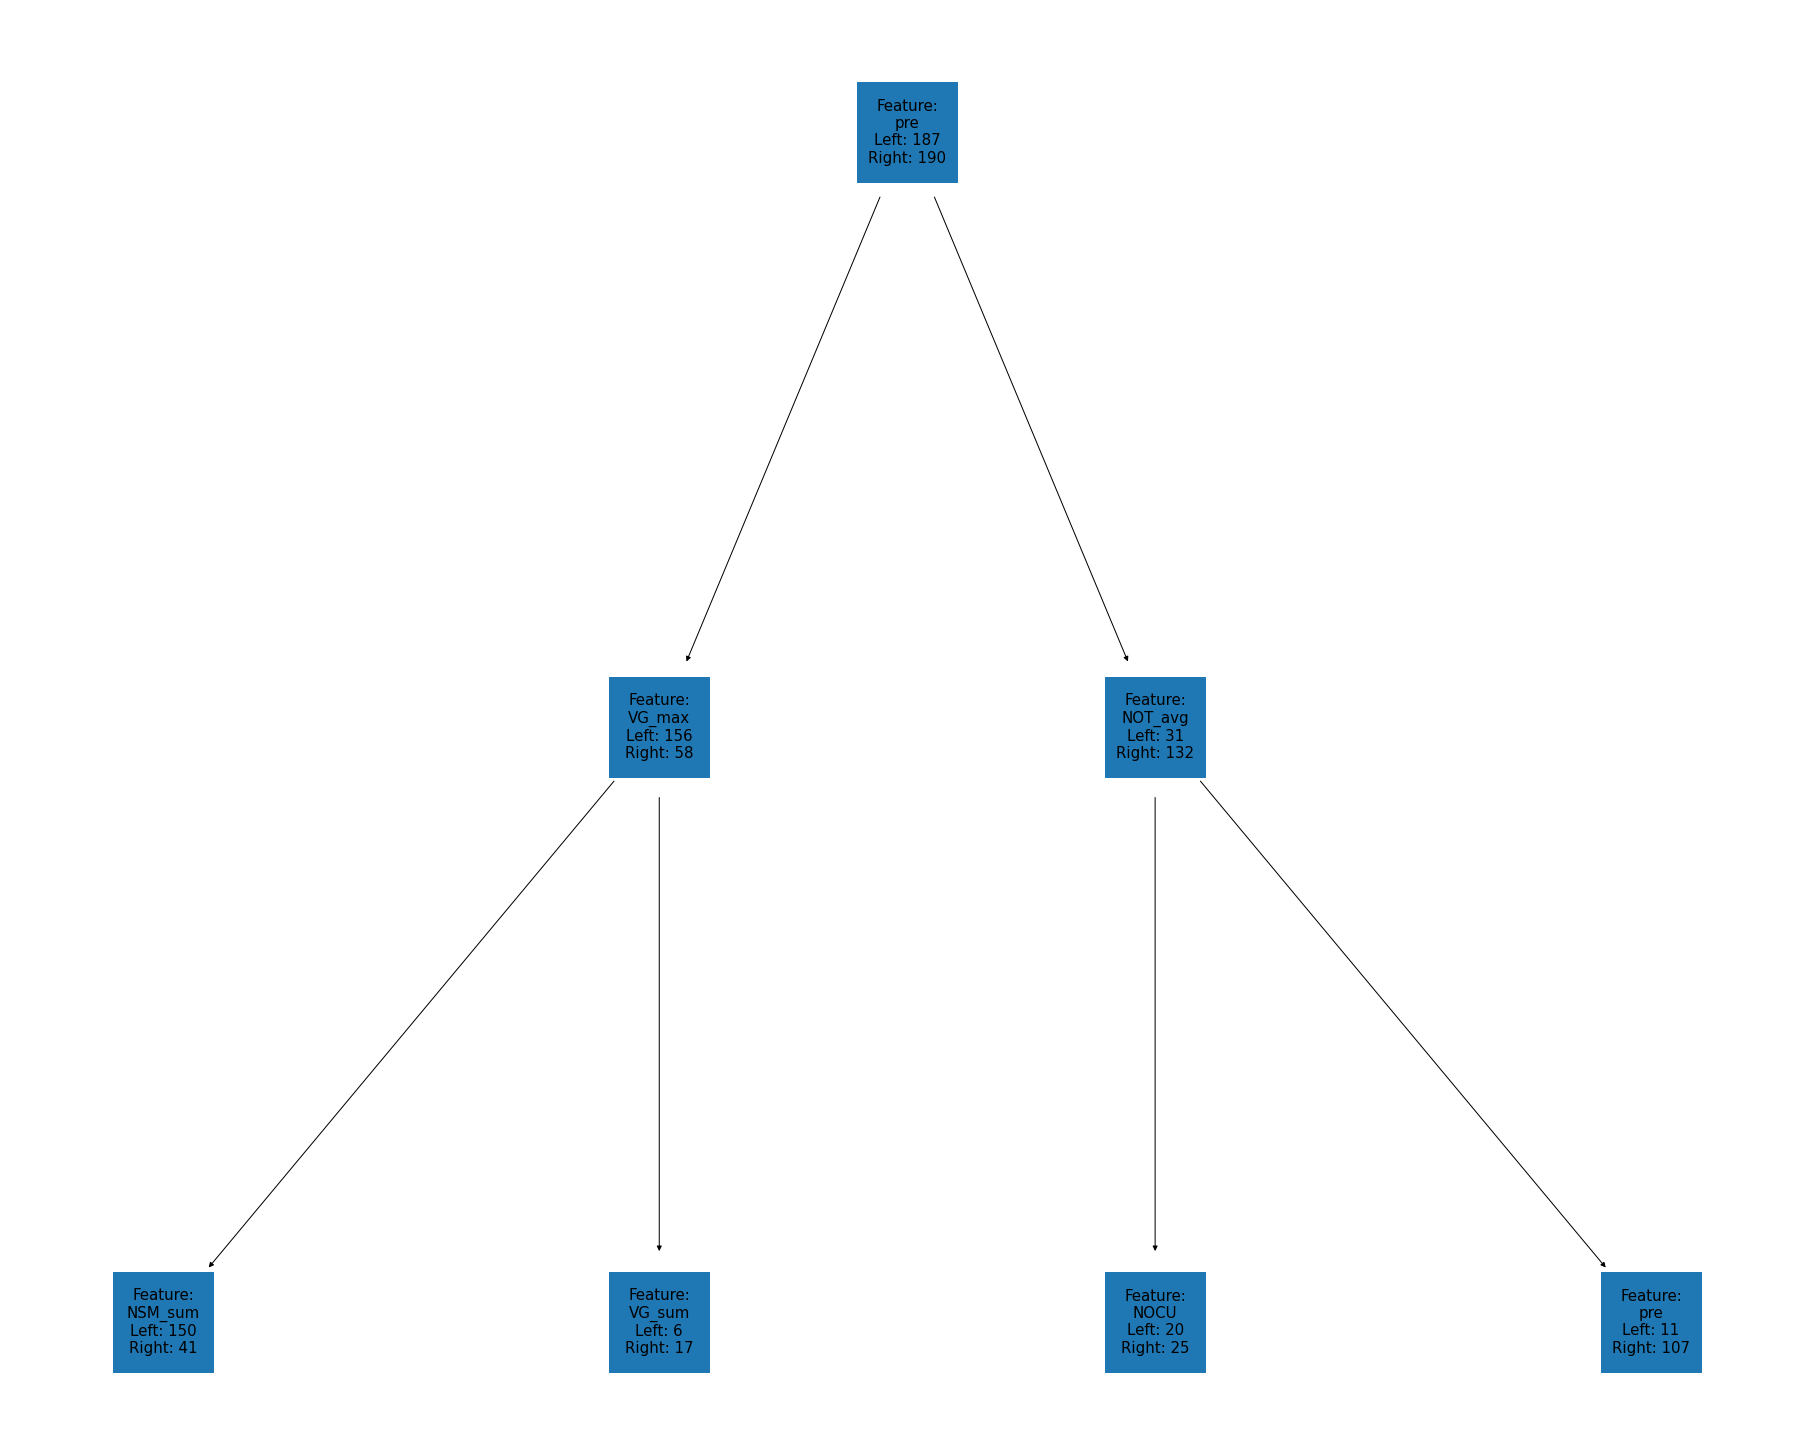 Feature:
pre
Left: 187
Right: 190
Feature:
VG_max
Left: 156
Right: 58
Feature:
NOT_avg
Left: 31
Right: 132
Feature:
NSM_sum
Left: 150
Right: 41
Feature:
VG_sum
Left: 6
Right: 17
Feature:
NOCU
Left: 20
Right: 25
Feature:
pre
Left: 11
Right: 107